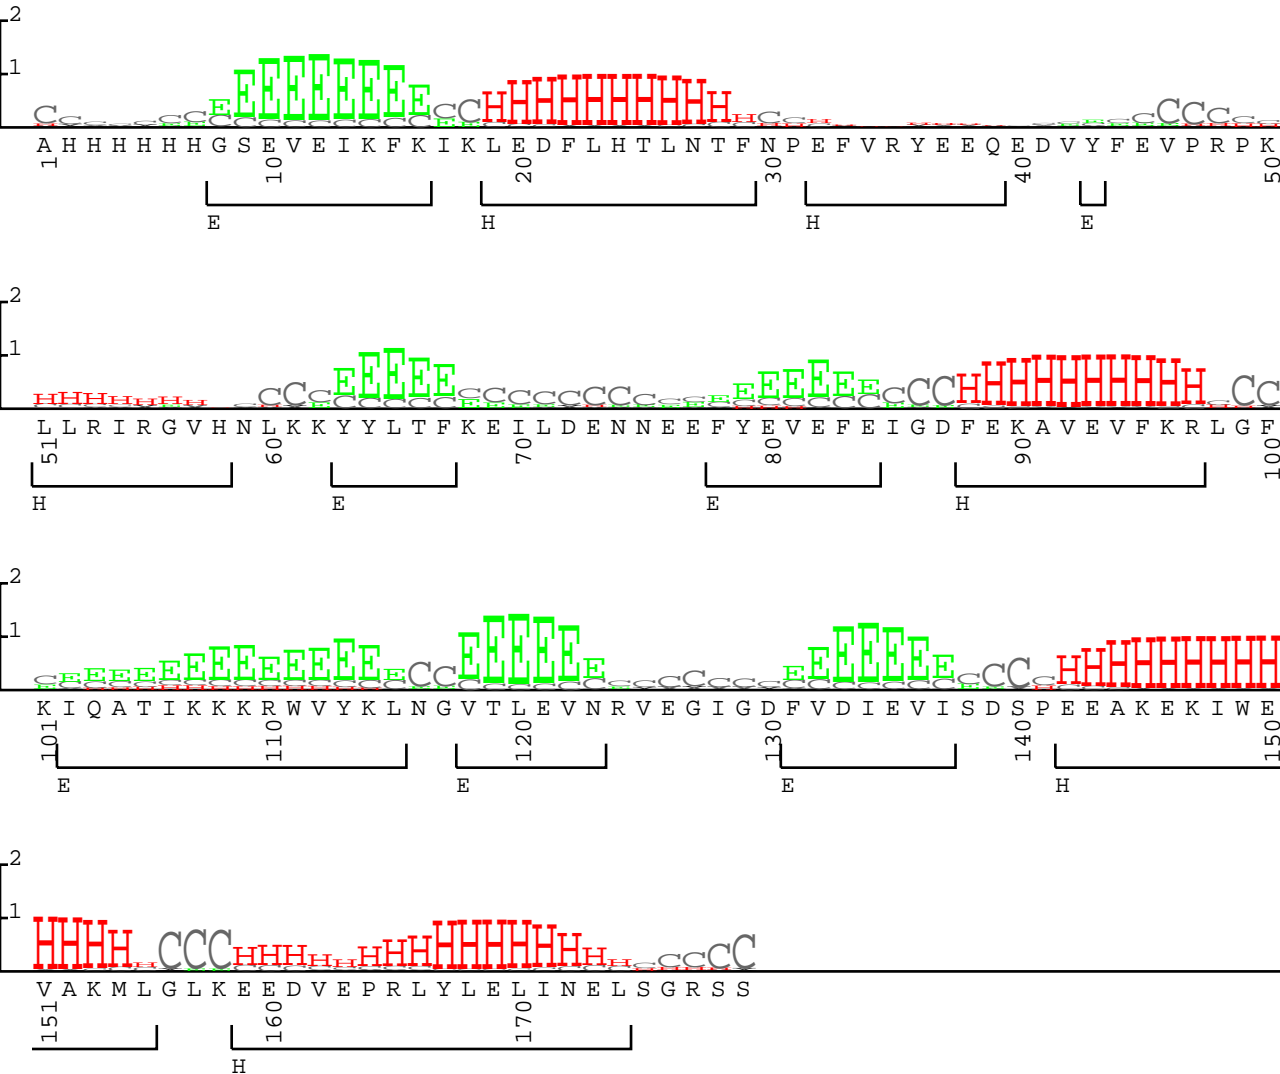 2
1
C E E E E E E E E E C C H H H H H H H H H H H C C C C
A H H H H H H G S E V E I K F K I K L E D F L H T L N T F N P E F V R Y E E Q E D V Y F E V P R P K
1 10 20 30 40 50
E H H E
2
1
H H H C C C E E E E E C C C C C C C E E E E E E C C C H H H H H H H H H H C C
L L R I R G V H N L K K Y Y L T F K E I L D E N N E E F Y E V E F E I G D F E K A V E V F K R L G F
51 60 70 80 90 100
H E E H
2
1
E E E E E E E E E E E E E C C E E E E E E C C C C C C E E E E E E E C C H H H H H H H H H
K I Q A T I K K K R W V Y K L N G V T L E V N R V E G I G D F V D I E V I S D S P E E A K E K I W E
101 110 120 130 140 150
E E E H
2
1
H H H H C C C H H H H H H H H H H H H H H H C C C C
V A K M L G L K E E D V E P R L Y L E L I N E L S G R S S
151 160 170
H